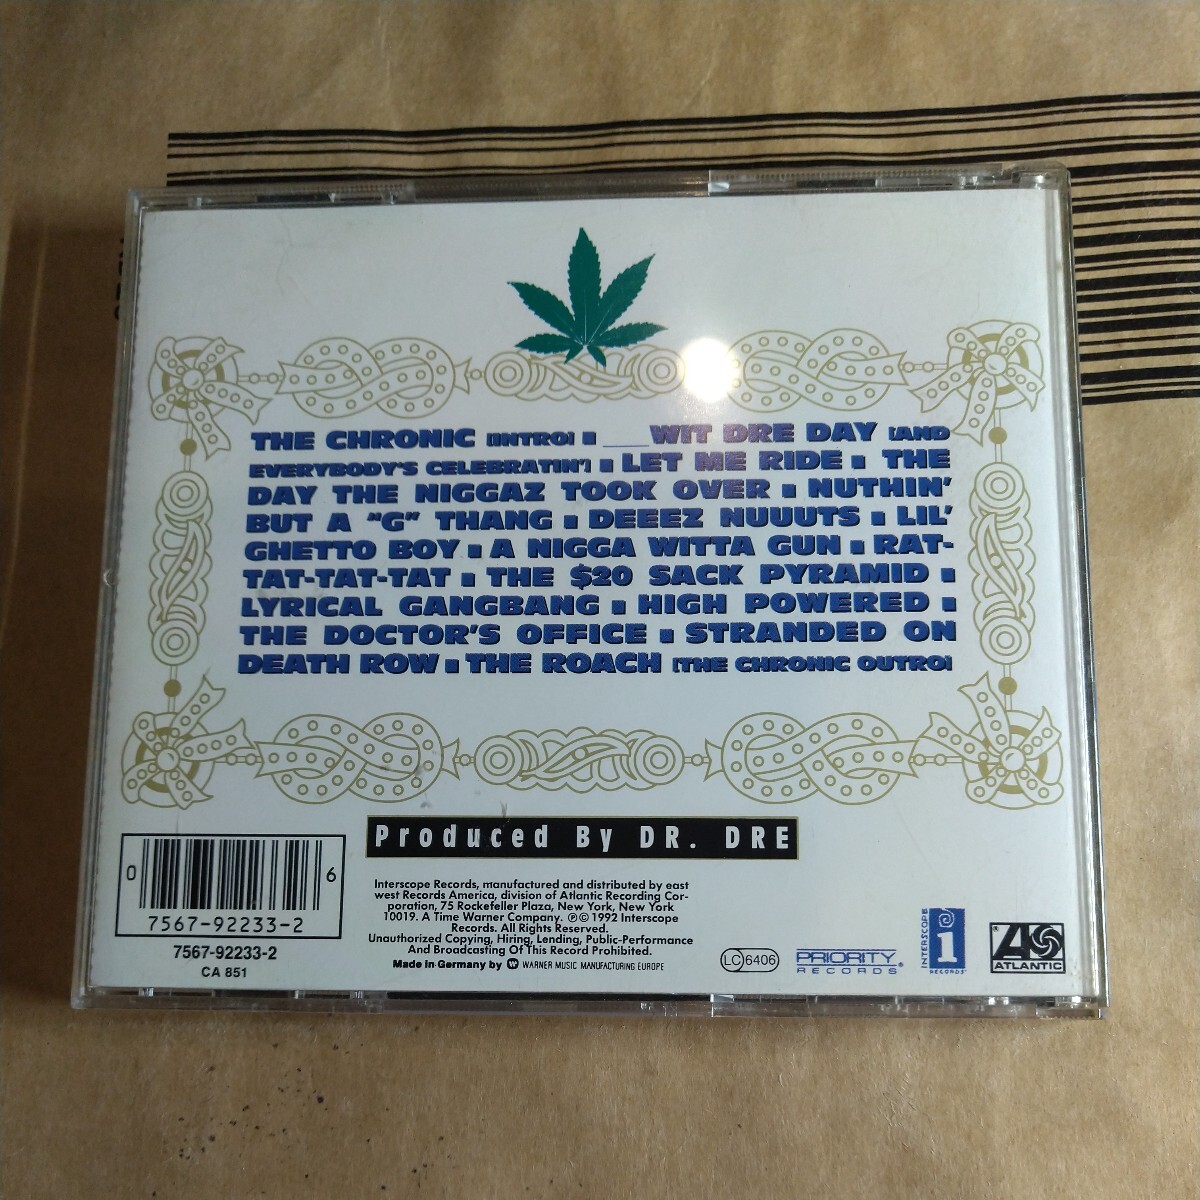 THE CHRONIC [INTRO] ■ ____WIT DRE DAY [AND
EVERYBODY'S CELEBRATIN'] ■ LET ME RIDE ■ THE
DAY THE NIGGAZ TOOK OVER ■ NUTHIN'
BUT A "G" THANG ■ DEEEZ NUUUTS ■ LIL'
GHETTO BOY ■ A NIGGA WITTA GUN ■ RAT-
TAT-TAT-TAT ■ THE $20 SACK PYRAMID ■
LYRICAL GANGBANG ■ HIGH POWERED ■
THE DOCTOR'S OFFICE ■ STRANDED ON
DEATH ROW ■ THE ROACH [THE CHRONIC OUTRO]
Produced By DR. DRE
0 6
7567-92233-2
7567-92233-2
CA 851
Interscope Records, manufactured and distributed by east
west Records America, division of Atlantic Recording Cor-
poration, 75 Rockefeller Plaza, New York, New York
10019. A Time Warner Company. ℗© 1992 Interscope
Records. All Rights Reserved.
Unauthorized Copying, Hiring, Lending, Public-Performance
And Broadcasting Of This Record Prohibited.
Made in Germany by WARNER MUSIC MANUFACTURING EUROPE
LC 6406
PRIORITY
RECORDS ®
INTERSCOPE
i
RECORDS
A
ATLANTIC